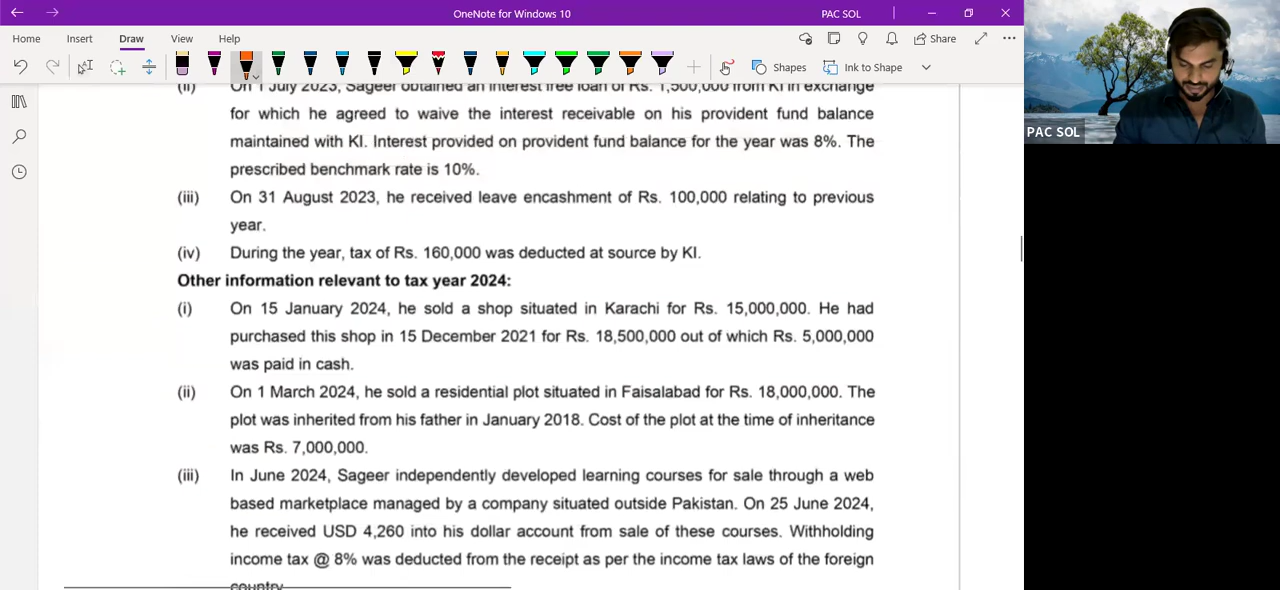 OneNote for Windows 10
PAC SOL
Home Insert Draw View Help
Share
Shapes
Ink to Shape
(ii) On 1 July 2023, Sageer obtained an interest free loan of Rs. 1,500,000 from KI in exchange
for which he agreed to waive the interest receivable on his provident fund balance
maintained with KI. Interest provided on provident fund balance for the year was 8%. The
prescribed benchmark rate is 10%.
(iii) On 31 August 2023, he received leave encashment of Rs. 100,000 relating to previous
year.
(iv) During the year, tax of Rs. 160,000 was deducted at source by KI.
Other information relevant to tax year 2024:
(i) On 15 January 2024, he sold a shop situated in Karachi for Rs. 15,000,000. He had
purchased this shop in 15 December 2021 for Rs. 18,500,000 out of which Rs. 5,000,000
was paid in cash.
(ii) On 1 March 2024, he sold a residential plot situated in Faisalabad for Rs. 18,000,000. The
plot was inherited from his father in January 2018. Cost of the plot at the time of inheritance
was Rs. 7,000,000.
(iii) In June 2024, Sageer independently developed learning courses for sale through a web
based marketplace managed by a company situated outside Pakistan. On 25 June 2024,
he received USD 4,260 into his dollar account from sale of these courses. Withholding
income tax @ 8% was deducted from the receipt as per the income tax laws of the foreign
country
PAC SOL